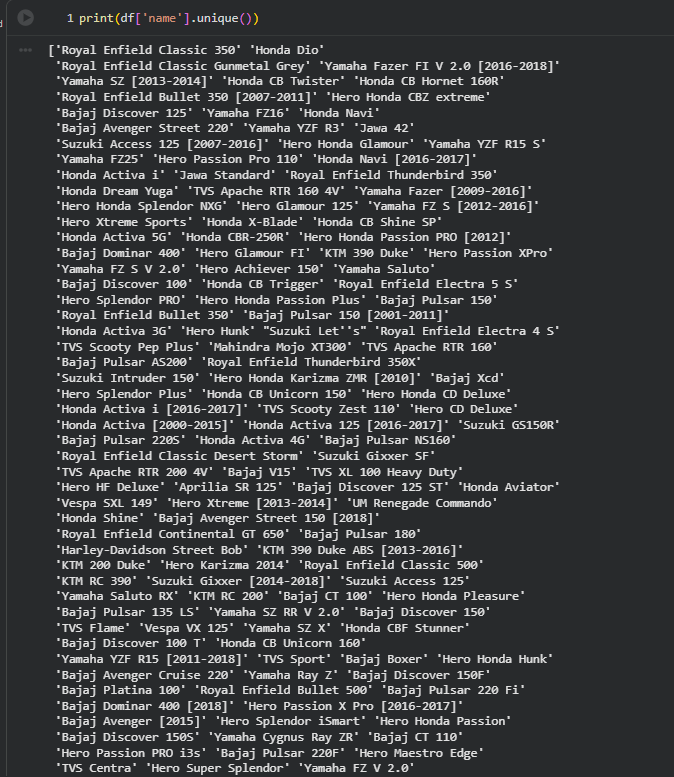 1 print(df['name'].unique())
['Royal Enfield Classic 350' 'Honda Dio'
'Royal Enfield Classic Gunmetal Grey' 'Yamaha Fazer FI V 2.0 [2016-2018]'
'Yamaha SZ [2013-2014]' 'Honda CB Twister' 'Honda CB Hornet 160R'
'Royal Enfield Bullet 350 [2007-2011]' 'Hero Honda CBZ extreme'
'Bajaj Discover 125' 'Yamaha FZ16' 'Honda Navi'
'Bajaj Avenger Street 220' 'Yamaha YZF R3' 'Jawa 42'
'Suzuki Access 125 [2007-2016]' 'Hero Honda Glamour' 'Yamaha YZF R15 S'
'Yamaha FZ25' 'Hero Passion Pro 110' 'Honda Navi [2016-2017]'
'Honda Activa i' 'Jawa Standard' 'Royal Enfield Thunderbird 350'
'Honda Dream Yuga' 'TVS Apache RTR 160 4V' 'Yamaha Fazer [2009-2016]'
'Hero Honda Splendor NXG' 'Hero Glamour 125' 'Yamaha FZ S [2012-2016]'
'Hero Xtreme Sports' 'Honda X-Blade' 'Honda CB Shine SP'
'Honda Activa 5G' 'Honda CBR-250R' 'Hero Honda Passion PRO [2012]'
'Bajaj Dominar 400' 'Hero Glamour FI' 'KTM 390 Duke' 'Hero Passion XPro'
'Yamaha FZ S V 2.0' 'Hero Achiever 150' 'Yamaha Saluto'
'Bajaj Discover 100' 'Honda CB Trigger' 'Royal Enfield Electra 5 S'
'Hero Splendor PRO' 'Hero Honda Passion Plus' 'Bajaj Pulsar 150'
'Royal Enfield Bullet 350' 'Bajaj Pulsar 150 [2001-2011]'
'Honda Activa 3G' 'Hero Hunk' "Suzuki Let''s" 'Royal Enfield Electra 4 S'
'TVS Scooty Pep Plus' 'Mahindra Mojo XT300' 'TVS Apache RTR 160'
'Bajaj Pulsar AS200' 'Royal Enfield Thunderbird 350X'
'Suzuki Intruder 150' 'Hero Honda Karizma ZMR [2010]' 'Bajaj Xcd'
'Hero Splendor Plus' 'Honda CB Unicorn 150' 'Hero Honda CD Deluxe'
'Honda Activa i [2016-2017]' 'TVS Scooty Zest 110' 'Hero CD Deluxe'
'Honda Activa [2000-2015]' 'Honda Activa 125 [2016-2017]' 'Suzuki GS150R'
'Bajaj Pulsar 220S' 'Honda Activa 4G' 'Bajaj Pulsar NS160'
'Royal Enfield Classic Desert Storm' 'Suzuki Gixxer SF'
'TVS Apache RTR 200 4V' 'Bajaj V15' 'TVS XL 100 Heavy Duty'
'Hero HF Deluxe' 'Aprilia SR 125' 'Bajaj Discover 125 ST' 'Honda Aviator'
'Vespa SXL 149' 'Hero Xtreme [2013-2014]' 'UM Renegade Commando'
'Honda Shine' 'Bajaj Avenger Street 150 [2018]'
'Royal Enfield Continental GT 650' 'Bajaj Pulsar 180'
'Harley-Davidson Street Bob' 'KTM 390 Duke ABS [2013-2016]'
'KTM 200 Duke' 'Hero Karizma 2014' 'Royal Enfield Classic 500'
'KTM RC 390' 'Suzuki Gixxer [2014-2018]' 'Suzuki Access 125'
'Yamaha Saluto RX' 'KTM RC 200' 'Bajaj CT 100' 'Hero Honda Pleasure'
'Bajaj Pulsar 135 LS' 'Yamaha SZ RR V 2.0' 'Bajaj Discover 150'
'TVS Flame' 'Vespa VX 125' 'Yamaha SZ X' 'Honda CBF Stunner'
'Bajaj Discover 100 T' 'Honda CB Unicorn 160'
'Yamaha YZF R15 [2011-2018]' 'TVS Sport' 'Bajaj Boxer' 'Hero Honda Hunk'
'Bajaj Avenger Cruise 220' 'Yamaha Ray Z' 'Bajaj Discover 150F'
'Bajaj Platina 100' 'Royal Enfield Bullet 500' 'Bajaj Pulsar 220 Fi'
'Bajaj Dominar 400 [2018]' 'Hero Passion X Pro [2016-2017]'
'Bajaj Avenger [2015]' 'Hero Splendor iSmart' 'Hero Honda Passion'
'Bajaj Discover 150S' 'Yamaha Cygnus Ray ZR' 'Bajaj CT 110'
'Hero Passion PRO i3s' 'Bajaj Pulsar 220F' 'Hero Maestro Edge'
'TVS Centra' 'Hero Super Splendor' 'Yamaha FZ V 2.0'